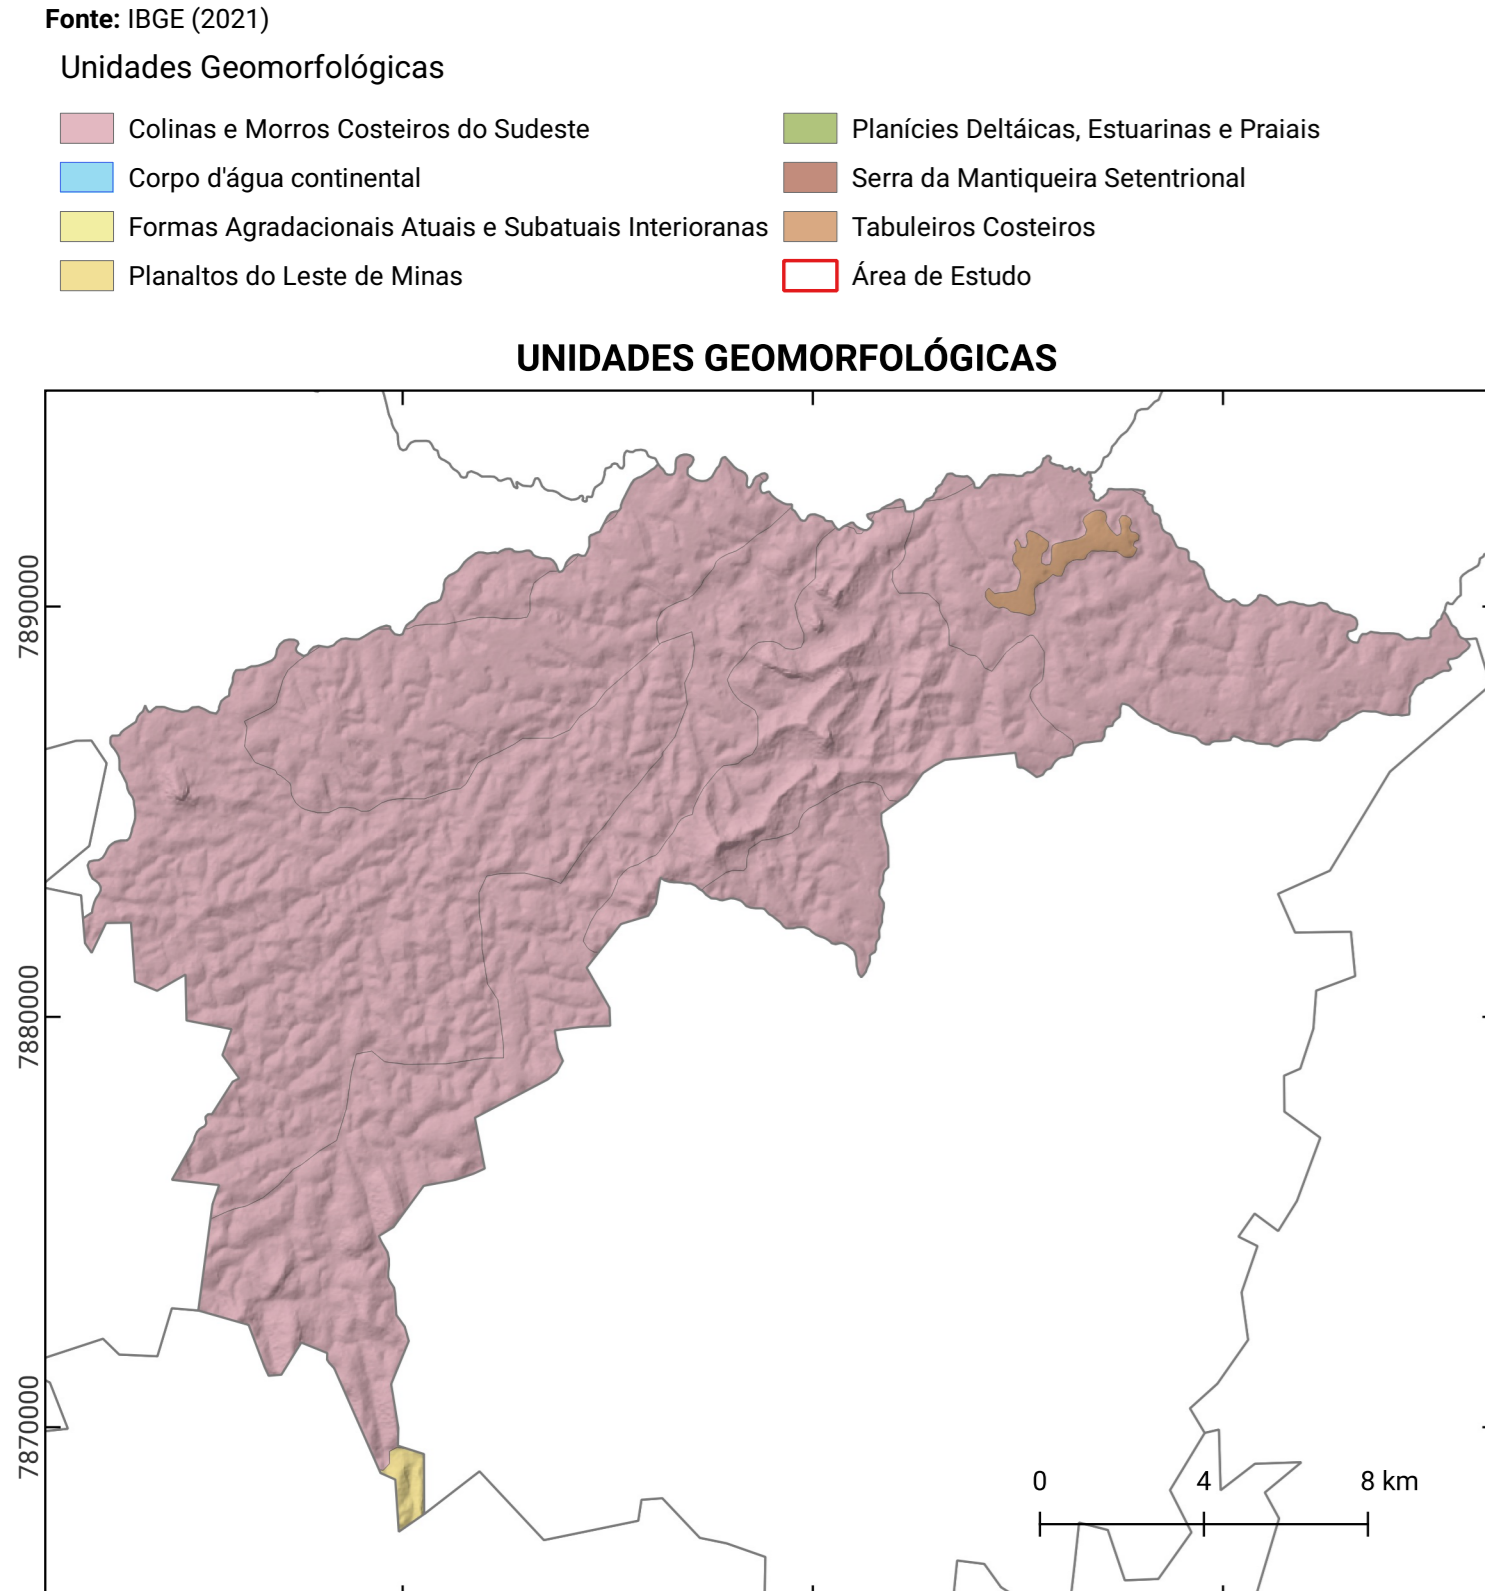 Fonte: IBGE (2021)
Unidades Geomorfológicas
Colinas e Morros Costeiros do Sudeste
Corpo d'água continental
Formas Agradacionais Atuais e Subatuais Interioranas
Planaltos do Leste de Minas
Planícies Deltáicas, Estuarinas e Praiais
Serra da Mantiqueira Setentrional
Tabuleiros Costeiros
Área de Estudo
UNIDADES GEOMORFOLÓGICAS
7890000
7880000
7870000
0 4 8 km